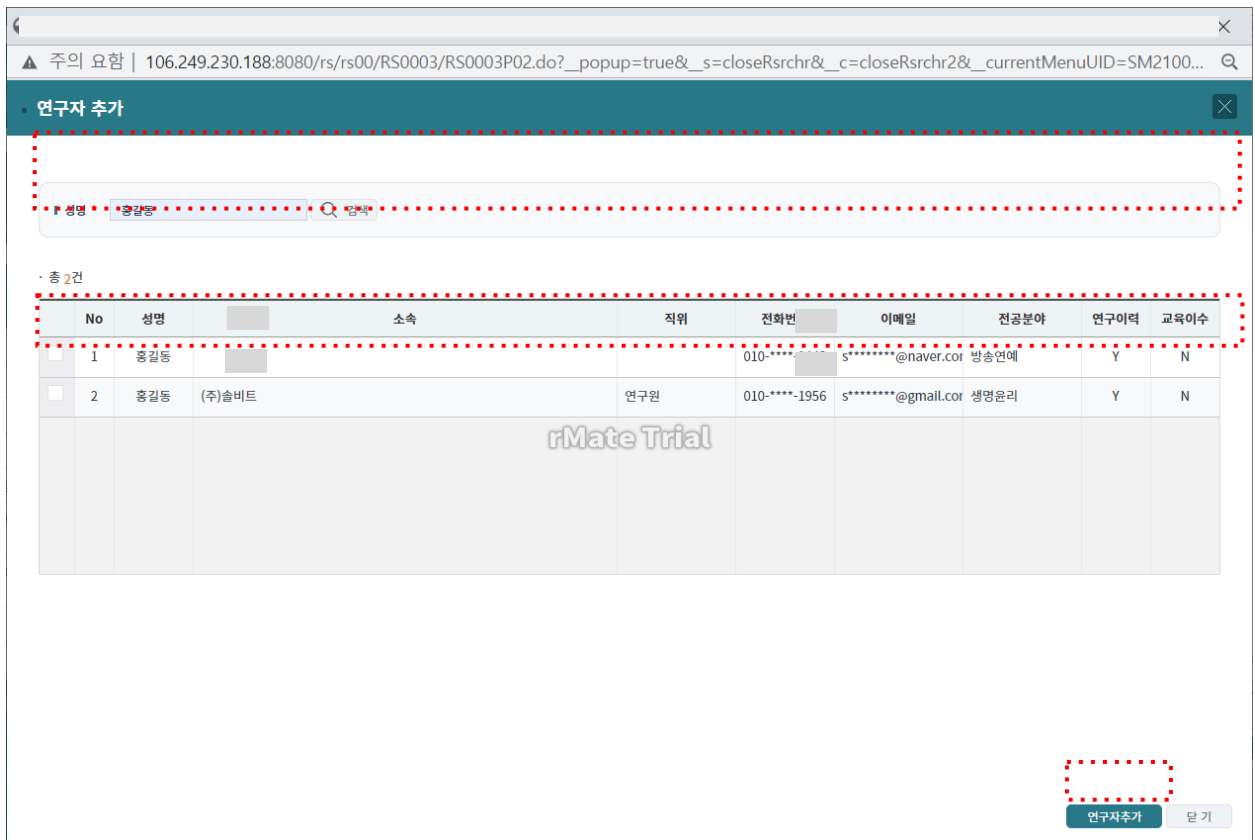 주의 요함 | 106.249.230.188:8080/rs/rs00/RS0003/RS0003P02.do?__popup=true&__s=closeRsrchr&__c=closeRsrchr2&__currentMenuUID=SM2100...
· 연구자 추가
성명 * 홍길동 검색
· 총 2건
No 성명 소속 직위 전화번 이메일 전공분야 연구이력 교육이수
1 홍길동 010-****- s********@naver.cor 방송연예 Y N
2 홍길동 (주)솔비트 연구원 010-****-1956 s********@gmail.cor 생명윤리 Y N
rMate Trial
연구자추가 닫 기